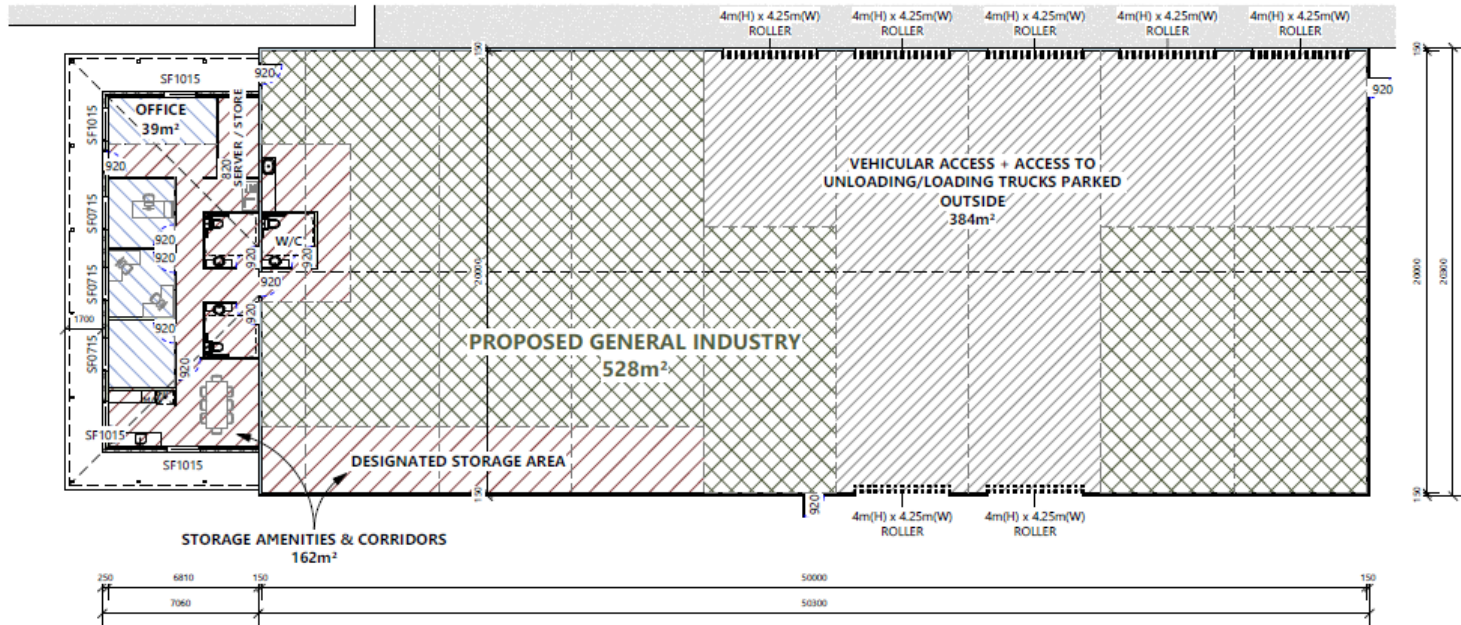 4m(H) x 4.25m(W)
ROLLER
4m(H) x 4.25m(W)
ROLLER
4m(H) x 4.25m(W)
ROLLER
4m(H) x 4.25m(W)
ROLLER
4m(H) x 4.25m(W)
ROLLER
150
150
SF1015
920
920
OFFICE
39m²
SERVER / STORE
SF1015
920
820
VEHICULAR ACCESS + ACCESS TO
UNLOADING/LOADING TRUCKS PARKED
OUTSIDE
384m²
SF0715
W/C
920
920
920
920
SF0715
920
20000
20000
20300
1700
920
920
920
SF0715
PROPOSED GENERAL INDUSTRY
528m²
SF1015
SF1015
DESIGNATED STORAGE AREA
150
150
920
4m(H) x 4.25m(W)
ROLLER
4m(H) x 4.25m(W)
ROLLER
STORAGE AMENITIES & CORRIDORS
162m²
250
6810
150
50000
150
7060
50300